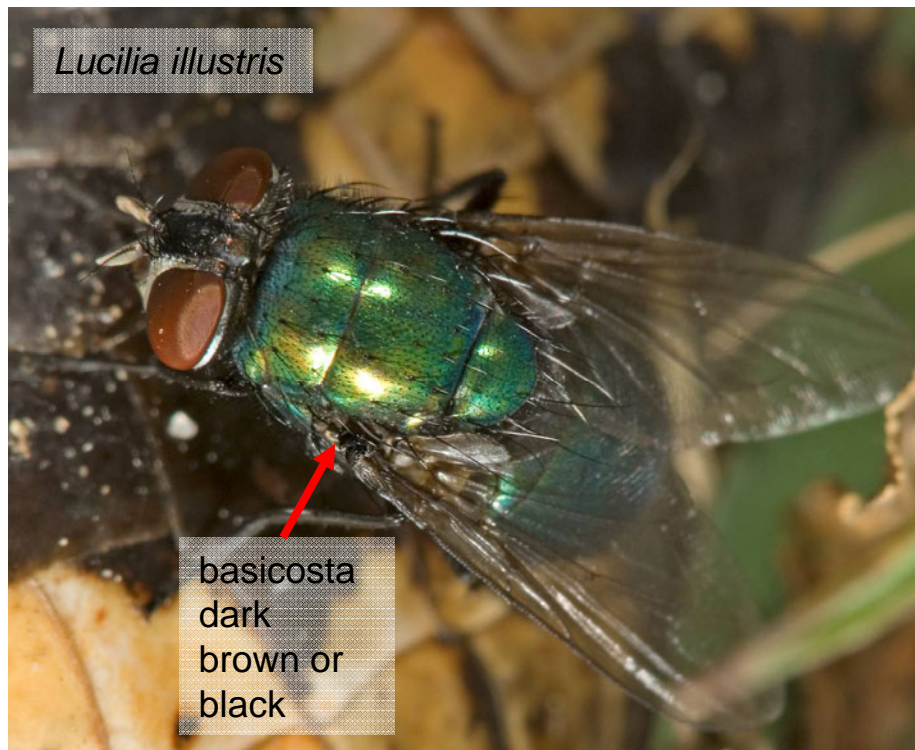 Lucilia illustris
basicosta
dark
brown or
black